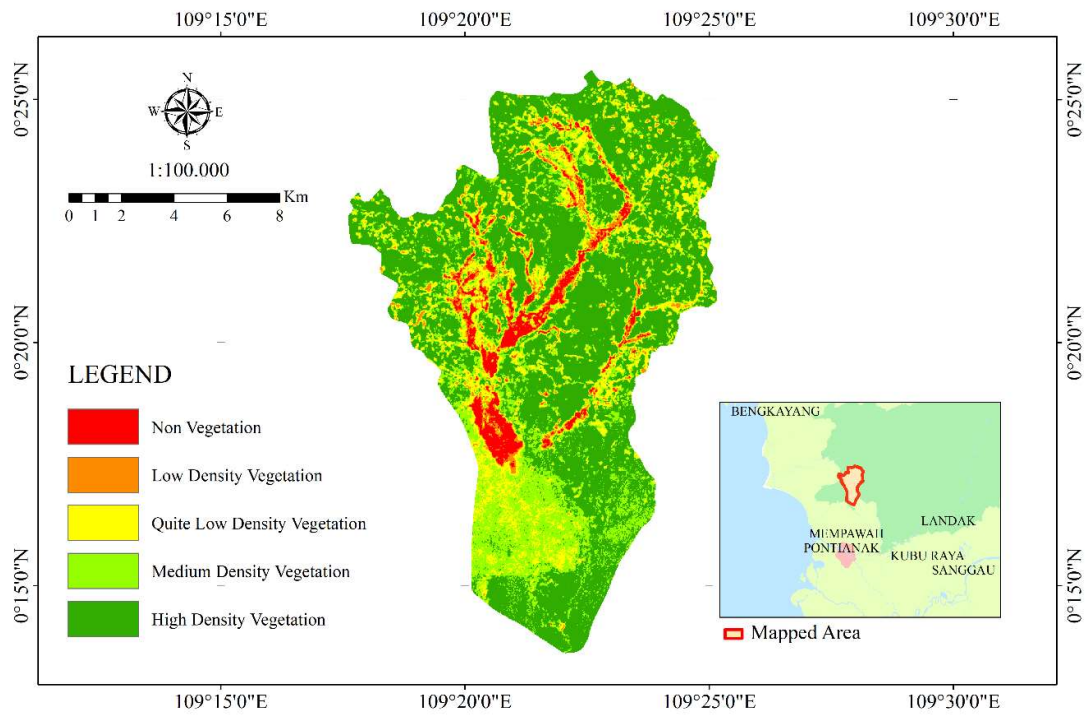 109°15'0"E 109°20'0"E 109°25'0"E 109°30'0"E
0°25'0"N
0°20'0"N
0°15'0"N
N
W E
S
1:100.000
0 1 2 4 6 8 Km
LEGEND
Non Vegetation
Low Density Vegetation
Quite Low Density Vegetation
Medium Density Vegetation
High Density Vegetation
BENGKAYANG
LANDAK
MEMPAWAH
PONTIANAK
KUBU RAYA
SANGGAU
Mapped Area
0°25'0"N
0°20'0"N
0°15'0"N
109°15'0"E 109°20'0"E 109°25'0"E 109°30'0"E